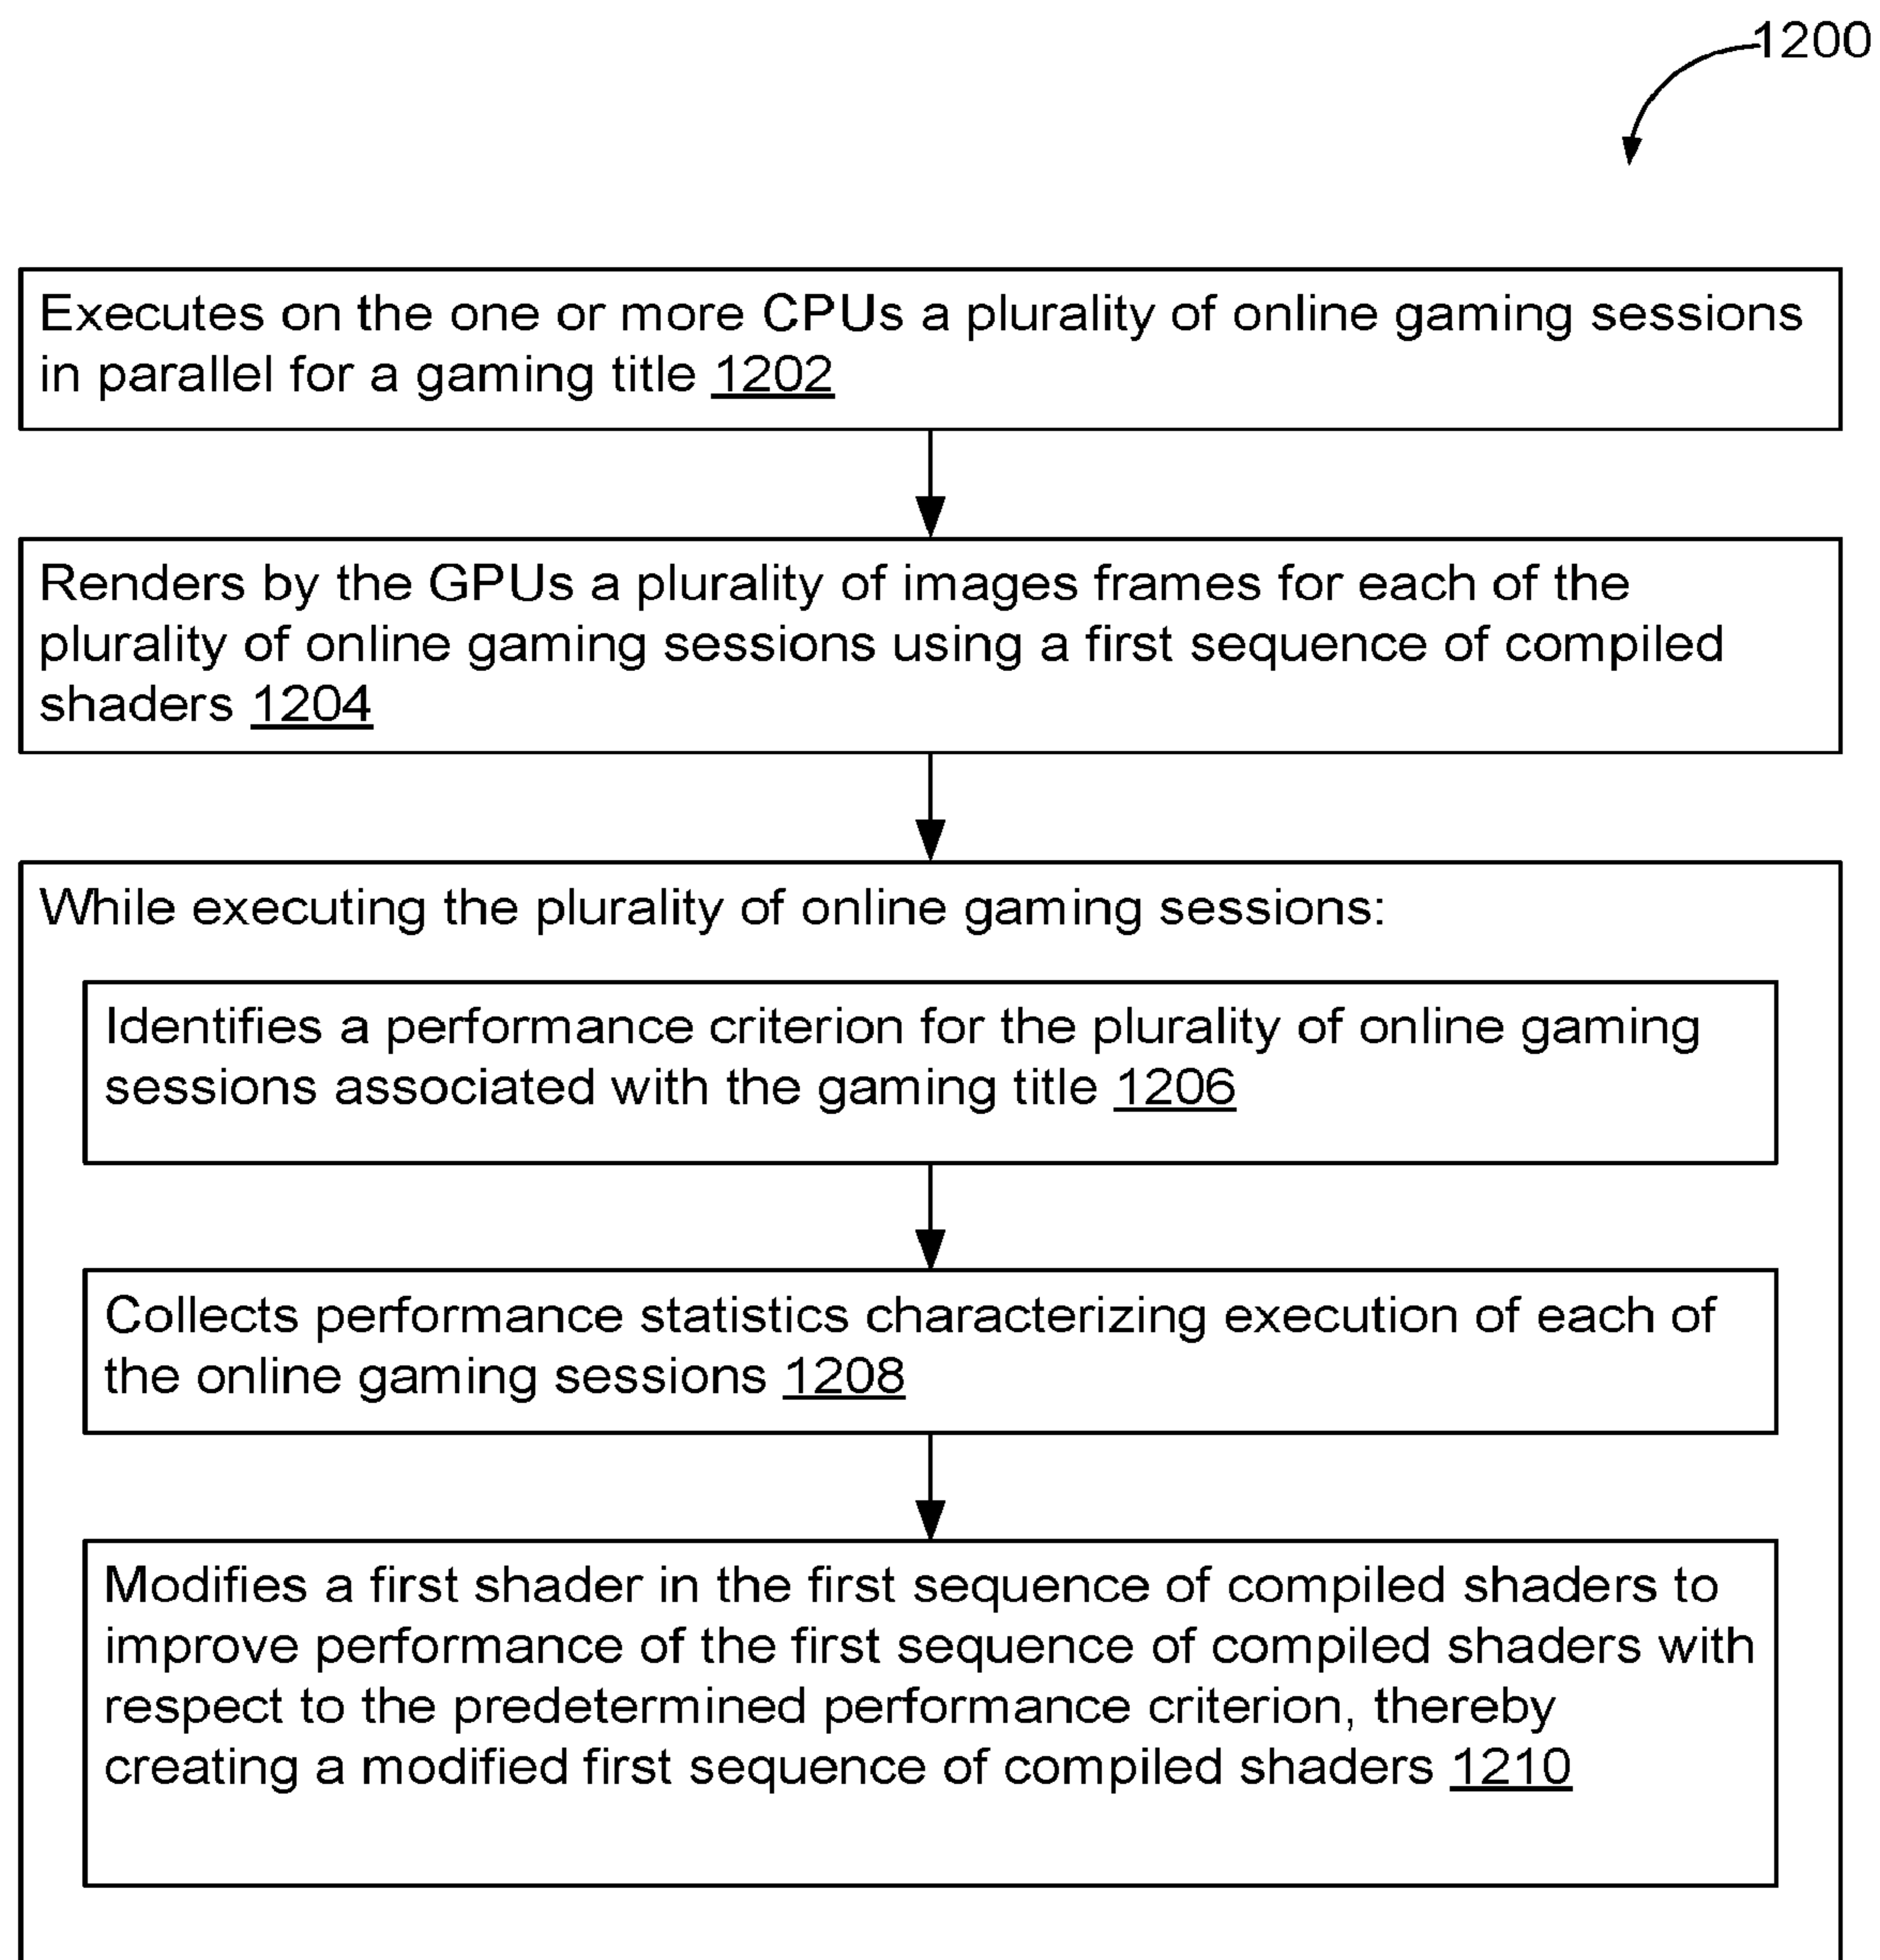 1200
Executes on the one or more CPUs a plurality of online gaming sessions
in parallel for a gaming title 1202
Renders by the GPUs a plurality of images frames for each of the
plurality of online gaming sessions using a first sequence of compiled
shaders 1204
While executing the plurality of online gaming sessions:
Identifies a performance criterion for the plurality of online gaming
sessions associated with the gaming title 1206
Collects performance statistics characterizing execution of each of
the online gaming sessions 1208
Modifies a first shader in the first sequence of compiled shaders to
improve performance of the first sequence of compiled shaders with
respect to the predetermined performance criterion, thereby
creating a modified first sequence of compiled shaders 1210